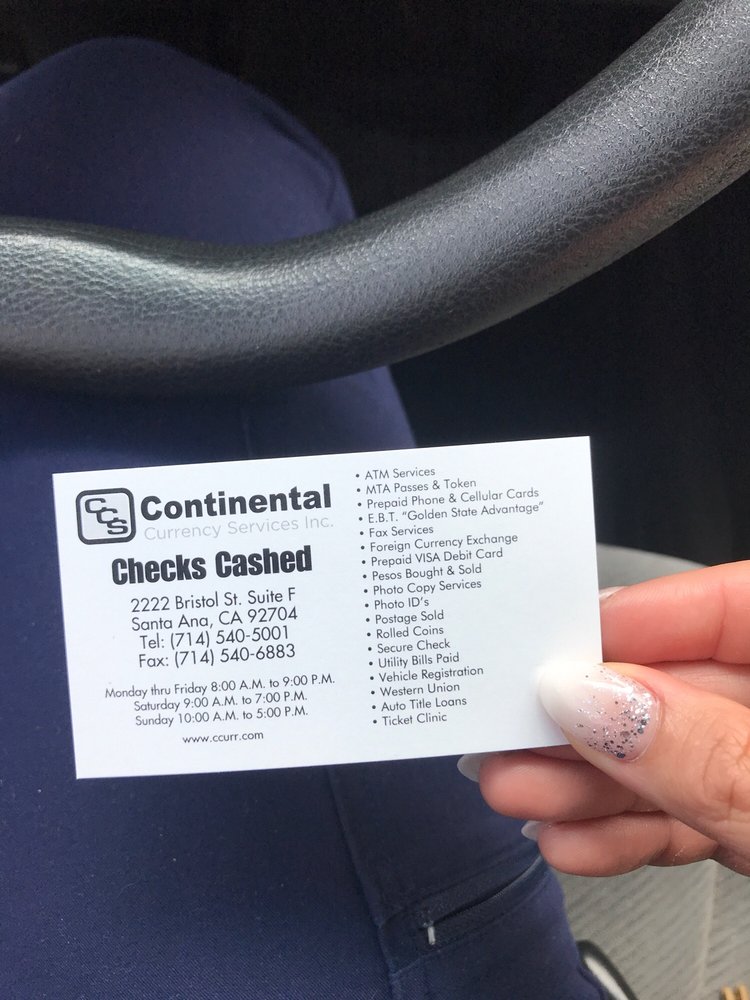 CCS
Continental
Currency Services Inc.
Checks Cashed
2222 Bristol St. Suite F
Santa Ana, CA 92704
Tel: (714) 540-5001
Fax: (714) 540-6883
Monday thru Friday 8:00 A.M. to 9:00 P.M.
Saturday 9:00 A.M. to 7:00 P.M.
Sunday 10:00 A.M. to 5:00 P.M.
www.ccurr.com
• ATM Services
• MTA Passes & Token
• Prepaid Phone & Cellular Cards
• E.B.T. “Golden State Advantage”
• Fax Services
• Foreign Currency Exchange
• Prepaid VISA Debit Card
• Pesos Bought & Sold
• Photo Copy Services
• Photo ID’s
• Postage Sold
• Rolled Coins
• Secure Check
• Utility Bills Paid
• Vehicle Registration
• Western Union
• Auto Title Loans
• Ticket Clinic